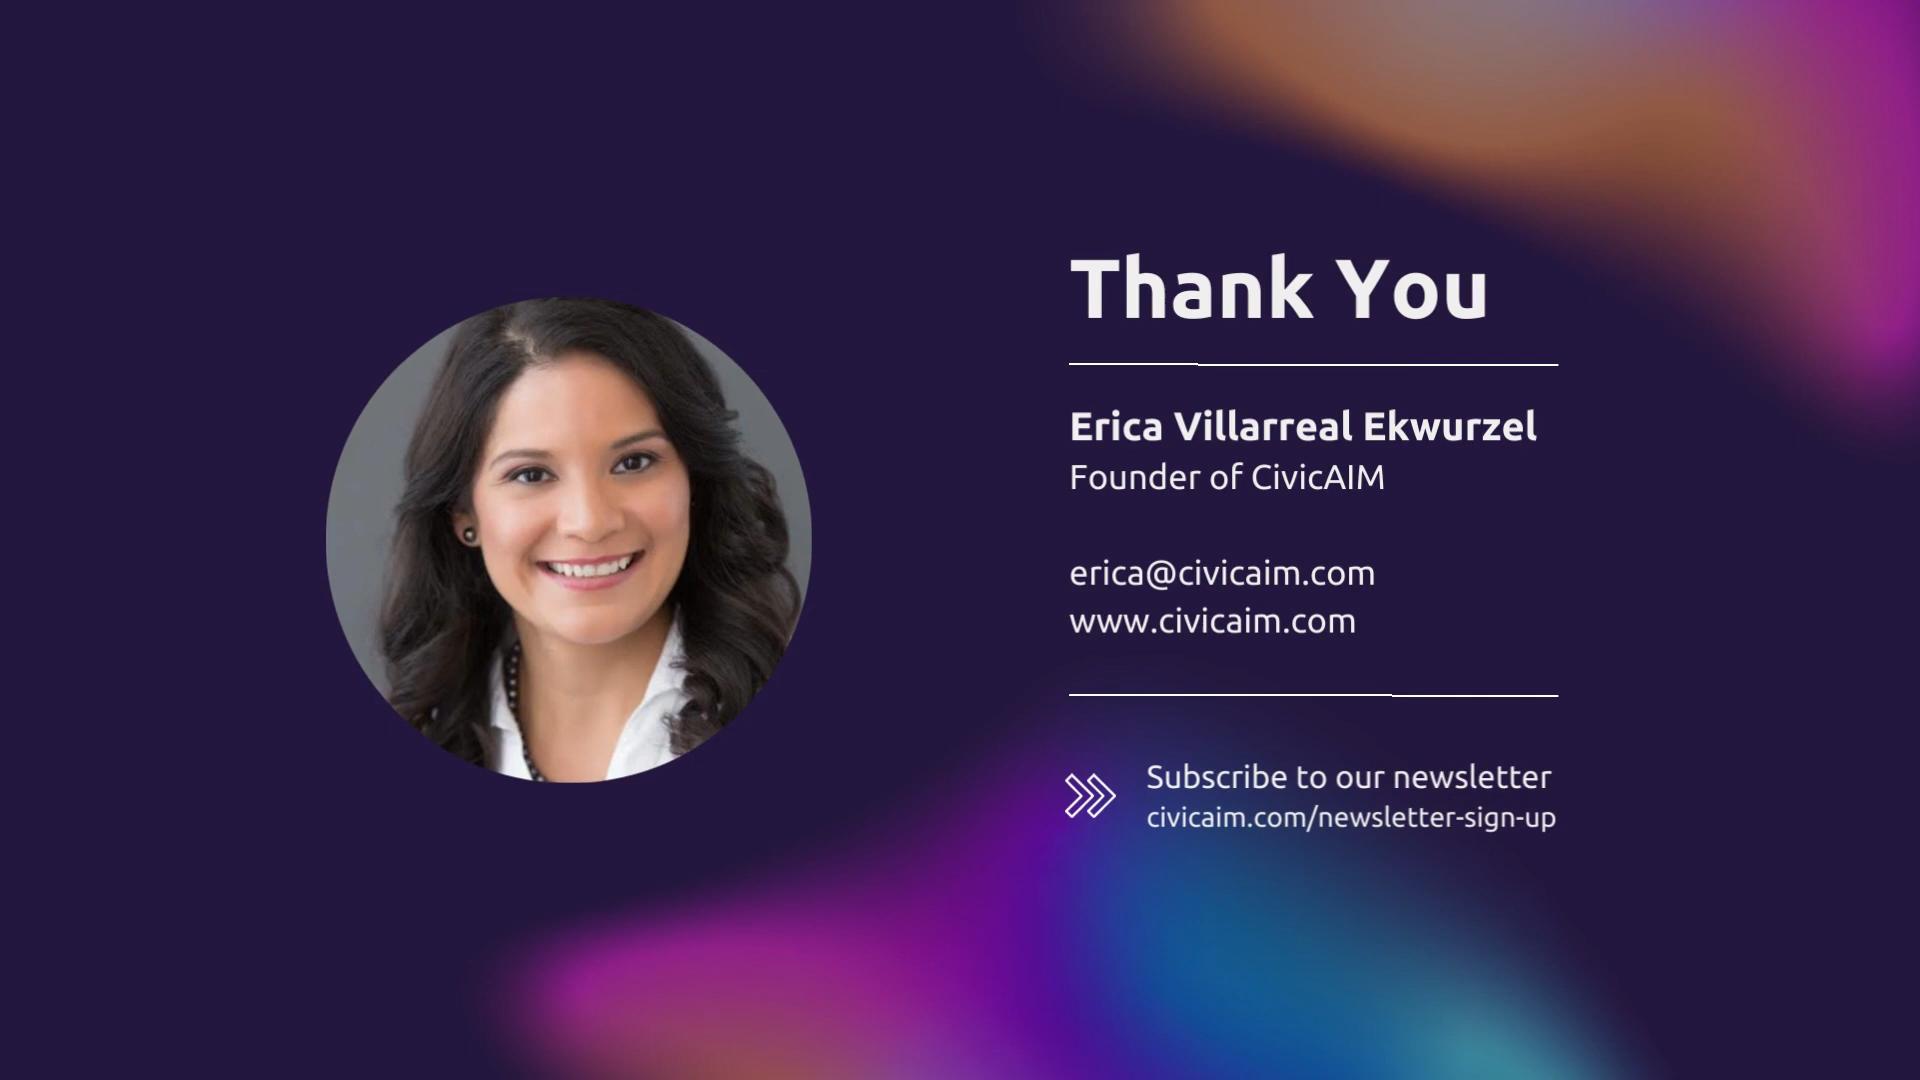 Thank You
Erica Villarreal Ekwurzel
Founder of CivicAIM
erica@civicaim.com
www.civicaim.com
Subscribe to our newsletter
civicaim.com/newsletter-sign-up